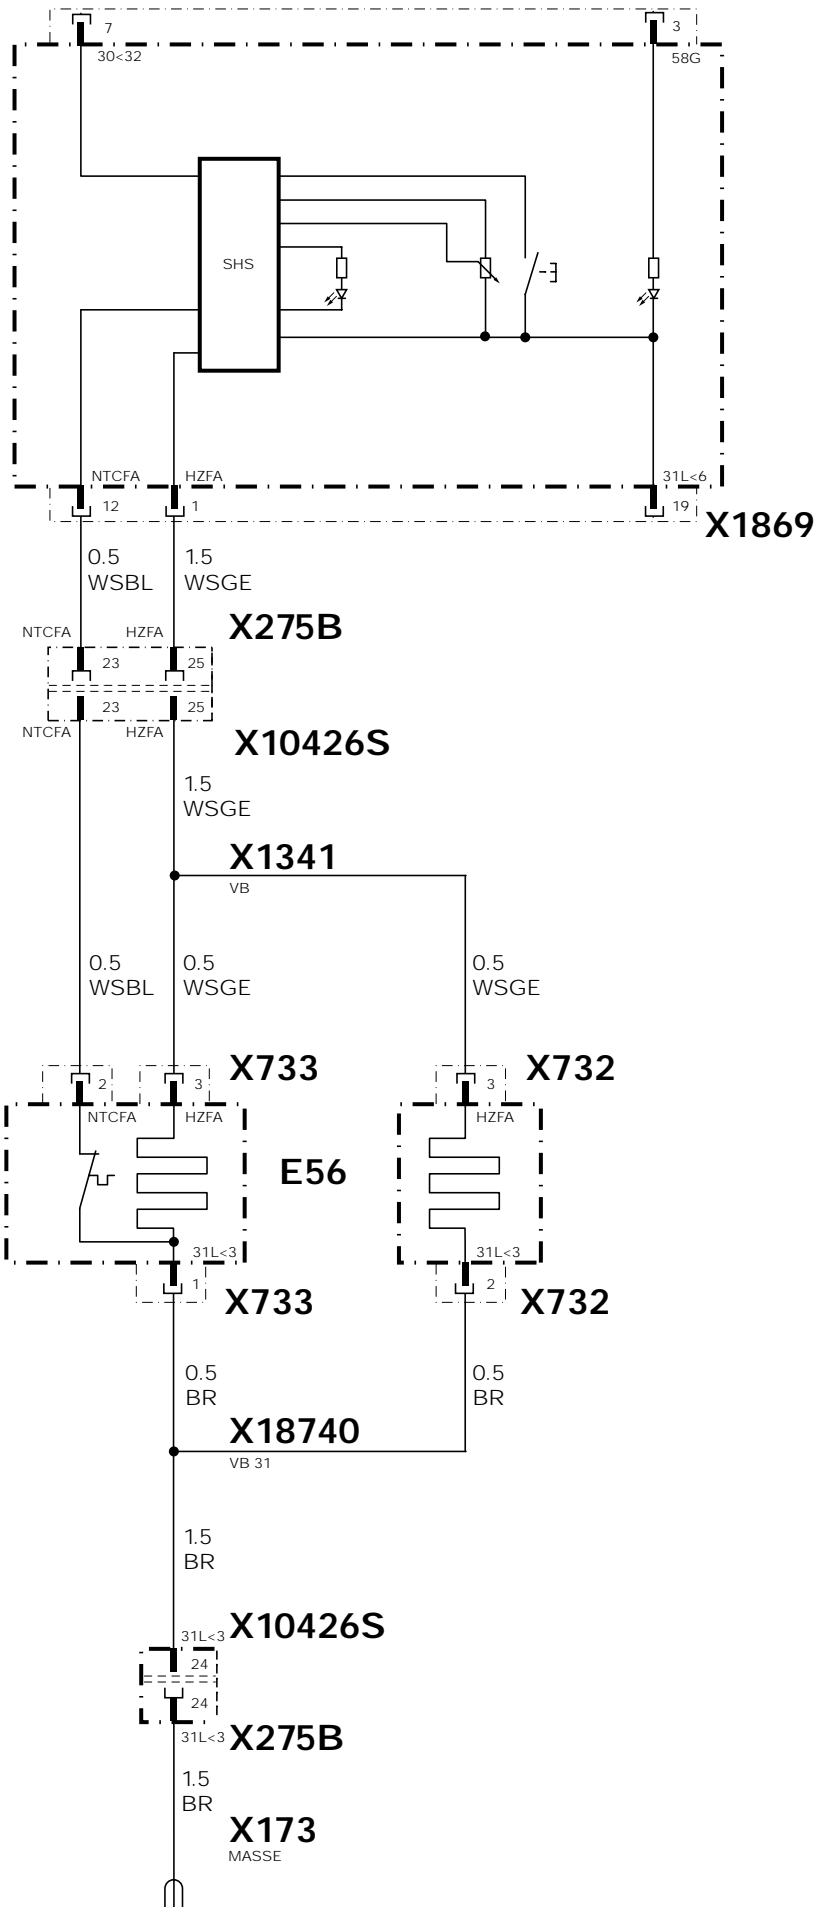 7
3
30<32
58G
SHS
NTCFA
HZFA
31L<6
12
1
19
X1869
0.5
WSBL
1.5
WSGE
NTCFA
HZFA
X275B
23
25
23
25
NTCFA
HZFA
X10426S
1.5
WSGE
X1341
VB
0.5
WSBL
0.5
WSGE
0.5
WSGE
X733
X732
2
3
3
NTCFA
HZFA
HZFA
E56
31L<3
31L<3
1
2
X733
X732
0.5
BR
0.5
BR
X18740
VB 31
1.5
BR
31L<3
X10426S
24
24
31L<3
X275B
1.5
BR
X173
MASSE